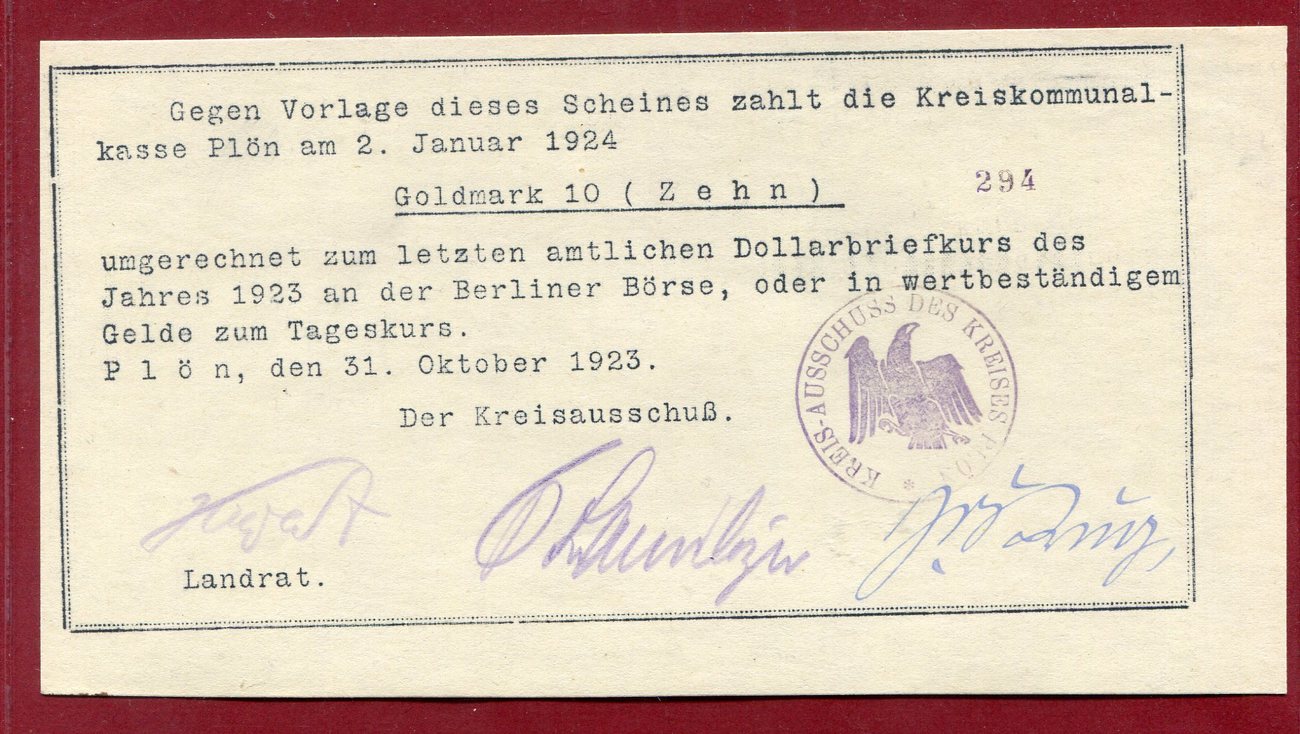 Gegen Vorlage dieses Scheines zahlt die Kreiskommunal-
kasse Plön am 2. Januar 1924
Goldmark 10 ( Z e h n )
294
umgerechnet zum letzten amtlichen Dollarbriefkurs des
Jahres 1923 an der Berliner Börse, oder in wertbeständigem
Gelde zum Tageskurs.
P l ö n, den 31. Oktober 1923.
Der Kreisausschuß.
KREIS-AUSSCHUSS DES KREISES PLÖN *
Landrat.